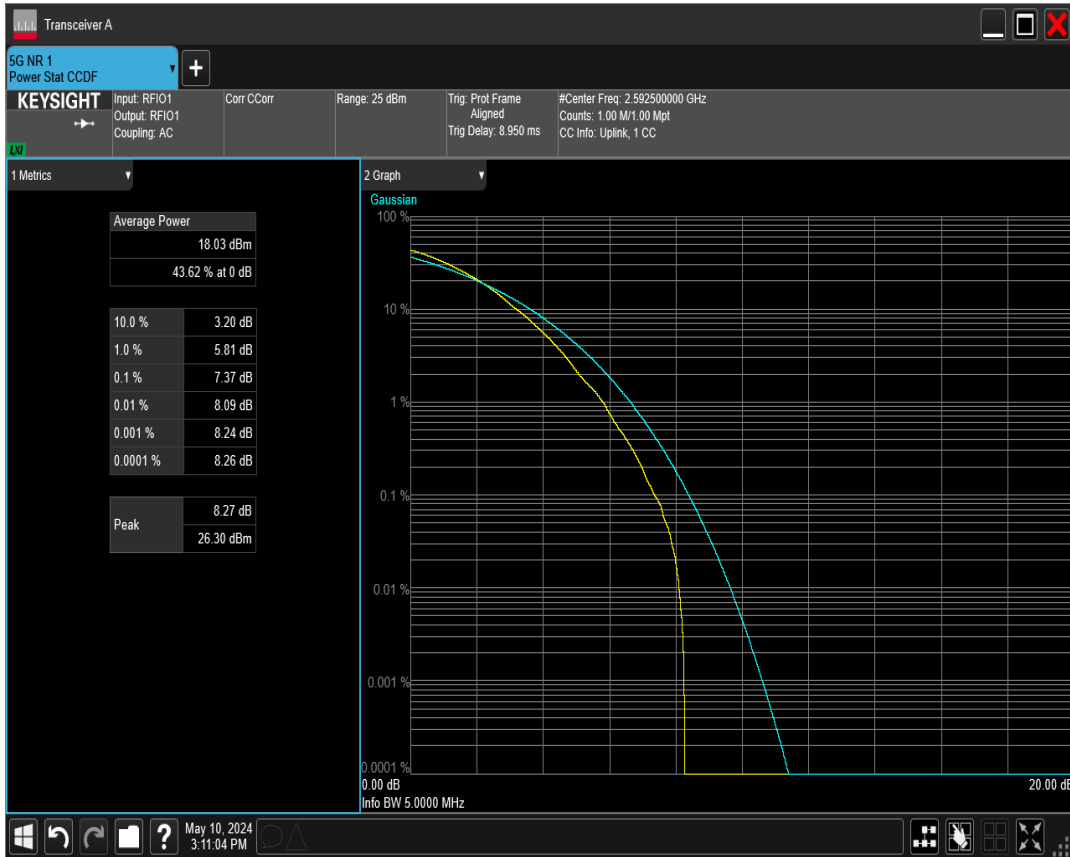 Transceiver A
5G NR 1
Power Stat CCDF
+
KEYSIGHT
LXI
Input: RFIO1
Output: RFIO1
Coupling: AC
Corr CCorr
Range: 25 dBm
Trig: Prot Frame
Aligned
Trig Delay: 8.950 ms
#Center Freq: 2.592500000 GHz
Counts: 1.00 M/1.00 Mpt
CC Info: Uplink, 1 CC
1 Metrics
Average Power
18.03 dBm
43.62 % at 0 dB
10.0 % 3.20 dB
1.0 % 5.81 dB
0.1 % 7.37 dB
0.01 % 8.09 dB
0.001 % 8.24 dB
0.0001 % 8.26 dB
Peak 8.27 dB
26.30 dBm
2 Graph
Gaussian
100 %
10 %
1 %
0.1 %
0.01 %
0.001 %
0.0001 %
0.00 dB 20.00 dB
Info BW 5.0000 MHz
?
May 10, 2024
3:11:04 PM